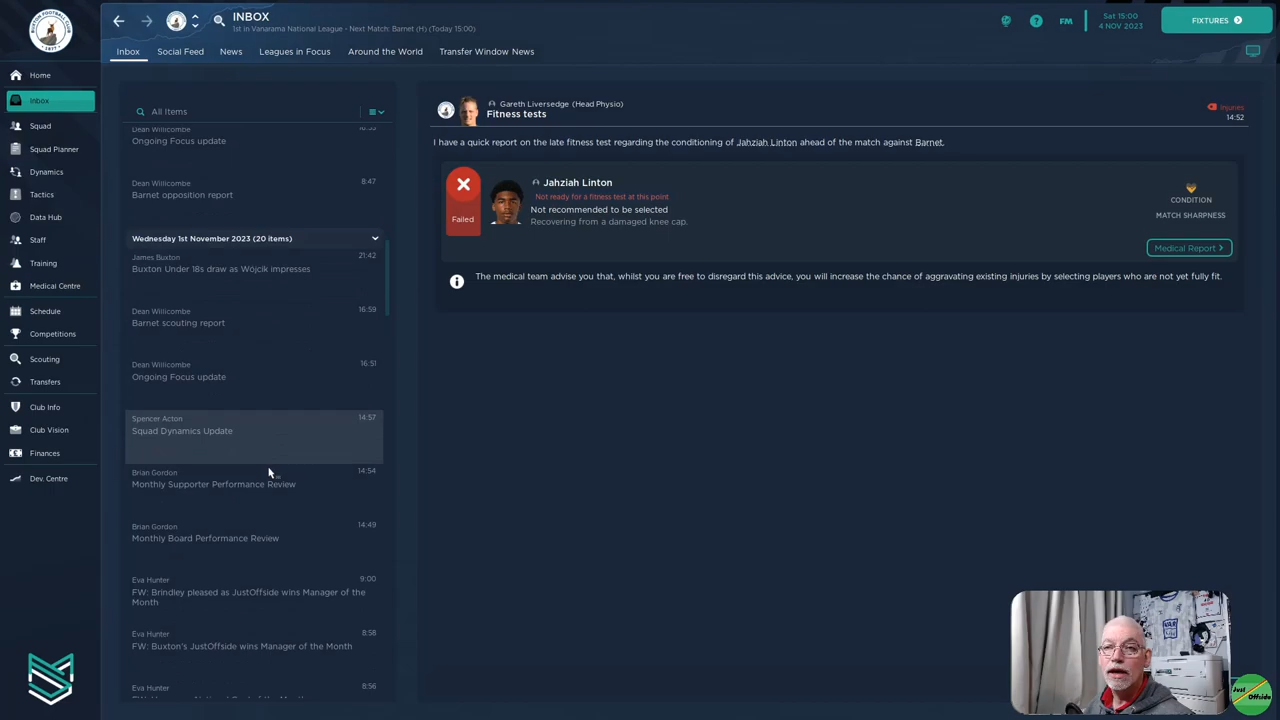 BUXTON FOOTBALL CLUB
1877
INBOX
1st in Vanarama National League - Next Match: Barnet (H) (Today 15:00)
FM
Sat 15:00
4 NOV 2023
FIXTURES
Inbox
Social Feed
News
Leagues in Focus
Around the World
Transfer Window News
Home
Inbox
Squad
Squad Planner
Dynamics
Tactics
Data Hub
Staff
Training
Medical Centre
Schedule
Competitions
Scouting
Transfers
Club Info
Club Vision
Finances
Dev. Centre
All Items
Dean Willicombe
Ongoing Focus update
Dean Willicombe 8:47
Barnet opposition report
Wednesday 1st November 2023 (20 items)
James Buxton 21:42
Buxton Under 18s draw as Wójcik impresses
Dean Willicombe 16:59
Barnet scouting report
Dean Willicombe 16:51
Ongoing Focus update
Spencer Acton 14:57
Squad Dynamics Update
Brian Gordon 14:54
Monthly Supporter Performance Review
Brian Gordon 14:49
Monthly Board Performance Review
Eva Hunter 9:00
FW: Brindley pleased as JustOffside wins Manager of the
Month
Eva Hunter 8:58
FW: Buxton's JustOffside wins Manager of the Month
Eva Hunter 8:56
Gareth Liversedge (Head Physio)
Fitness tests
Injuries
14:52
I have a quick report on the late fitness test regarding the conditioning of Jahziah Linton ahead of the match against Barnet.
Failed
Jahziah Linton
Not ready for a fitness test at this point
Not recommended to be selected
Recovering from a damaged knee cap.
CONDITION
MATCH SHARPNESS
Medical Report
The medical team advise you that, whilst you are free to disregard this advice, you will increase the chance of aggravating existing injuries by selecting players who are not yet fully fit.
VAR
Just
Offside